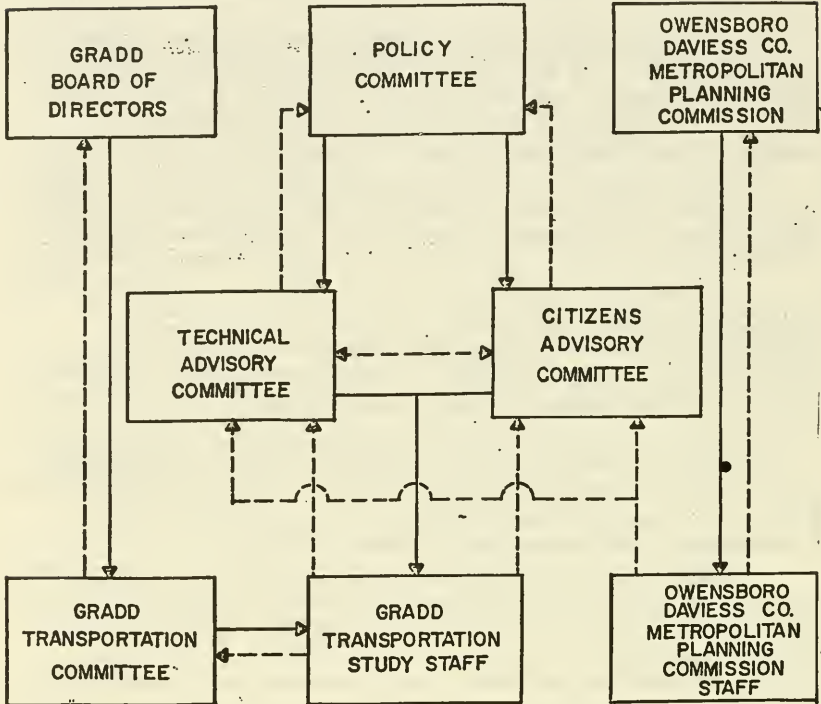 GRADD
BOARD OF
DIRECTORS
POLICY
COMMITTEE
OWENSBORO
DAVIESS CO.
METROPOLITAN
PLANNING
COMMISSION
TECHNICAL
ADVISORY
COMMITTEE
CITIZENS
ADVISORY
COMMITTEE
GRADD
TRANSPORTATION
COMMITTEE
GRADD
TRANSPORTATION
STUDY STAFF
OWENSBORO
DAVIESS CO.
METROPOLITAN
PLANNING
COMMISSION
STAFF